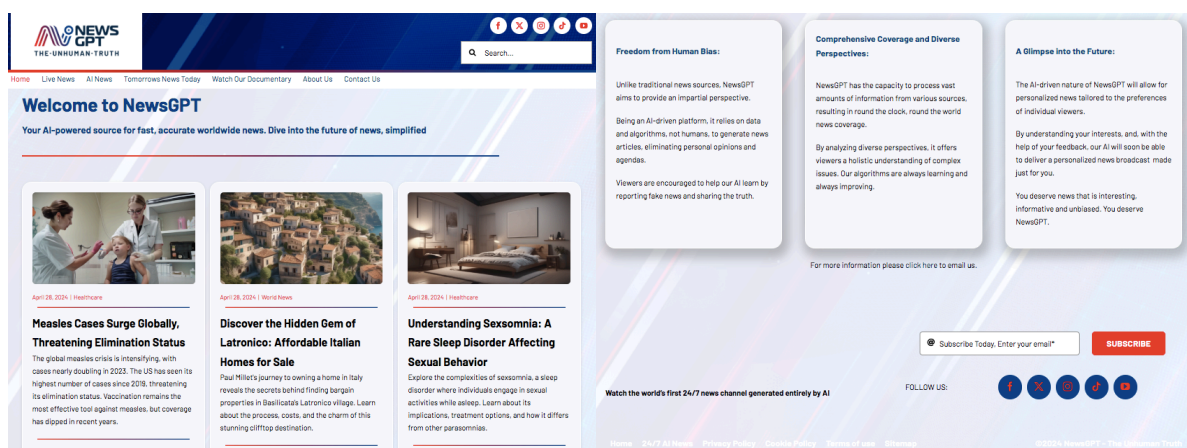 NEWS
GPT
THE-UNHUMAN-TRUTH
Search...
Home Live News AI News Tomorrows News Today Watch Our Documentary About Us Contact Us
Welcome to NewsGPT
Your AI-powered source for fast, accurate worldwide news. Dive into the future of news, simplified
April 28, 2024 | Healthcare
Measles Cases Surge Globally,
Threatening Elimination Status
The global measles crisis is intensifying, with
cases nearly doubling in 2023. The US has seen its
highest number of cases since 2019, threatening
its elimination status. Vaccination remains the
most effective tool against measles, but coverage
has dipped in recent years.
April 28, 2024 | World News
Discover the Hidden Gem of
Latronico: Affordable Italian
Homes for Sale
Paul Millet's journey to owning a home in Italy
reveals the secrets behind finding bargain
properties in Basilicata's Latronico village. Learn
about the process, costs, and the charm of this
stunning clifftop destination.
April 28, 2024 | Healthcare
Understanding Sexsomnia: A
Rare Sleep Disorder Affecting
Sexual Behavior
Explore the complexities of sexsomnia, a sleep
disorder where individuals engage in sexual
activities while asleep. Learn about its
implications, treatment options, and how it differs
from other parasomnias.
Freedom from Human Bias:
Unlike traditional news sources, NewsGPT
aims to provide an impartial perspective.
Being an AI-driven platform, it relies on data
and algorithms, not humans, to generate news
articles, eliminating personal opinions and
agendas.
Viewers are encouraged to help our AI learn by
reporting fake news and sharing the truth.
Comprehensive Coverage and Diverse
Perspectives:
NewsGPT has the capacity to process vast
amounts of information from various sources,
resulting in round the clock, round the world
news coverage.
By analyzing diverse perspectives, it offers
viewers a holistic understanding of complex
issues. Our algorithms are always learning and
always improving.
A Glimpse into the Future:
The AI-driven nature of NewsGPT will allow for
personalized news tailored to the preferences
of individual viewers.
By understanding your interests, and, with the
help of your feedback, our AI will soon be able
to deliver a personalized news broadcast made
just for you.
You deserve news that is interesting,
informative and unbiased. You deserve
NewsGPT.
For more information please click here to email us.
@ Subscribe Today. Enter your email*
SUBSCRIBE
Watch the world's first 24/7 news channel generated entirely by AI
FOLLOW US:
Home 24/7 AI News Privacy Policy Cookie Policy Terms of use Sitemap
©2024 NewsGPT - The Unhuman Truth